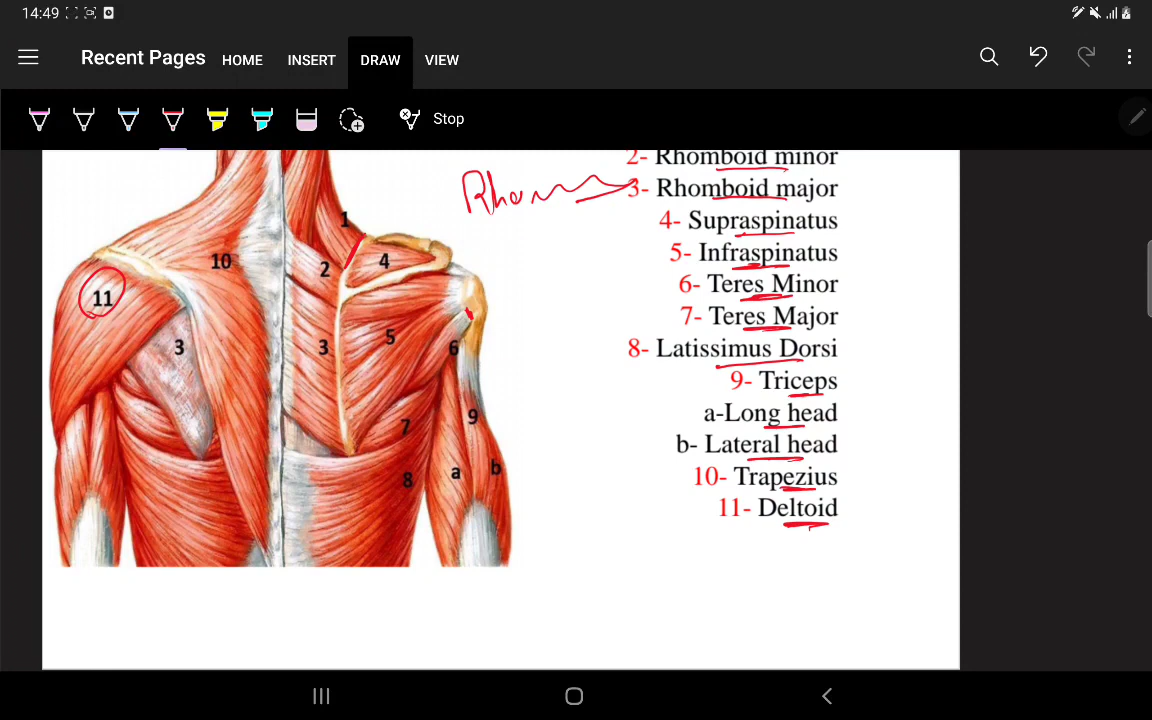 14:49
Recent Pages HOME INSERT DRAW VIEW
Stop
2- Rhomboid minor
3- Rhomboid major
Rhom
4- Supraspinatus
5- Infraspinatus
6- Teres Minor
7- Teres Major
8- Latissimus Dorsi
9- Triceps
a-Long head
b- Lateral head
10- Trapezius
11- Deltoid
1
10 2 4
11
3 3 5 6
7 9
8 a b